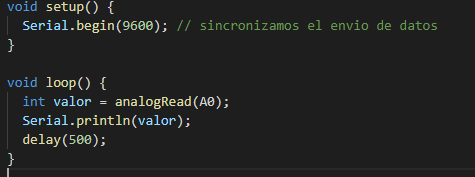 void setup() {
  Serial.begin(9600); // sincronizamos el envio de datos
}

void loop() {
  int valor = analogRead(A0);
  Serial.println(valor);
  delay(500);
}